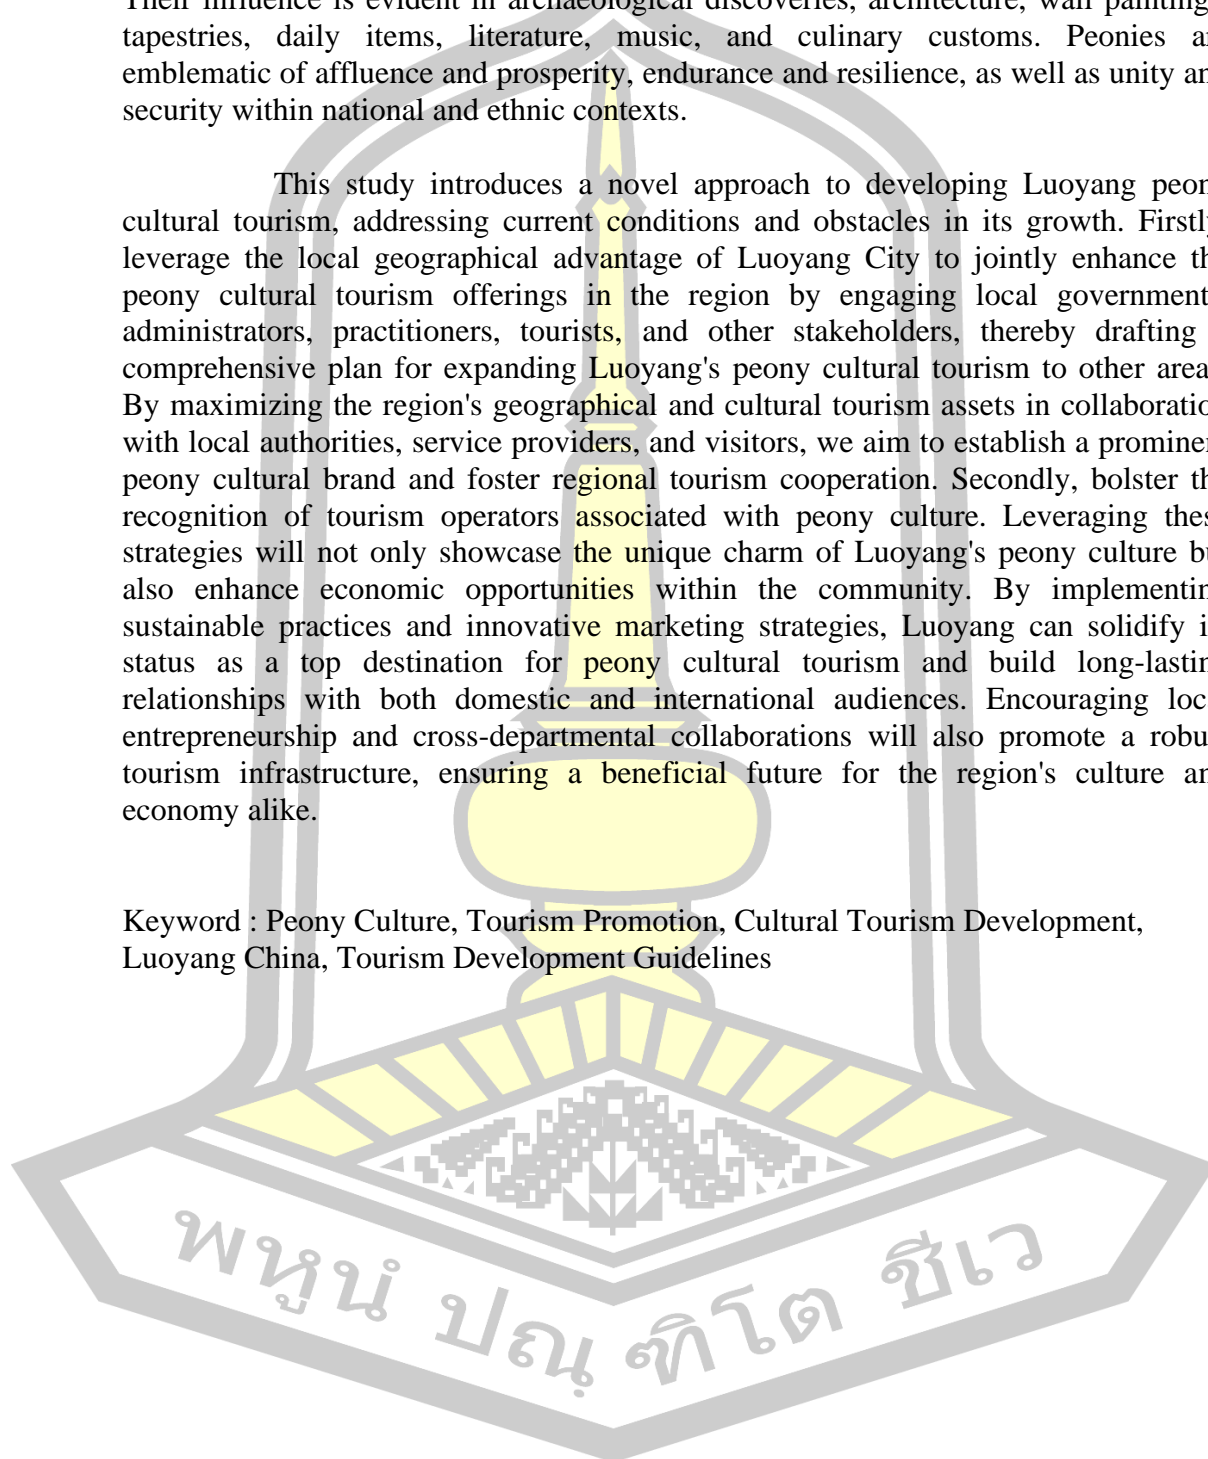 Their influence is evident in archaeological discoveries, architecture, wall painting
tapestries, daily items, literature, music, and culinary customs. Peonies ar
emblematic of affluence and prosperity, endurance and resilience, as well as unity an
security within national and ethnic contexts.
This study introduces a novel approach to developing Luoyang peon
cultural tourism, addressing current conditions and obstacles in its growth. Firstly
leverage the local geographical advantage of Luoyang City to jointly enhance th
peony cultural tourism offerings in the region by engaging local government
administrators, practitioners, tourists, and other stakeholders, thereby drafting
comprehensive plan for expanding Luoyang's peony cultural tourism to other area
By maximizing the region's geographical and cultural tourism assets in collaboratio
with local authorities, service providers, and visitors, we aim to establish a prominen
peony cultural brand and foster regional tourism cooperation. Secondly, bolster th
recognition of tourism operators associated with peony culture. Leveraging thes
strategies will not only showcase the unique charm of Luoyang's peony culture bu
also enhance economic opportunities within the community. By implementin
sustainable practices and innovative marketing strategies, Luoyang can solidify i
status as a top destination for peony cultural tourism and build long-lastin
relationships with both domestic and international audiences. Encouraging loc
entrepreneurship and cross-departmental collaborations will also promote a robu
tourism infrastructure, ensuring a beneficial future for the region's culture an
economy alike.
Keyword : Peony Culture, Tourism Promotion, Cultural Tourism Development,
Luoyang China, Tourism Development Guidelines
พหูนํ ปณฺฑิโต ชีเว